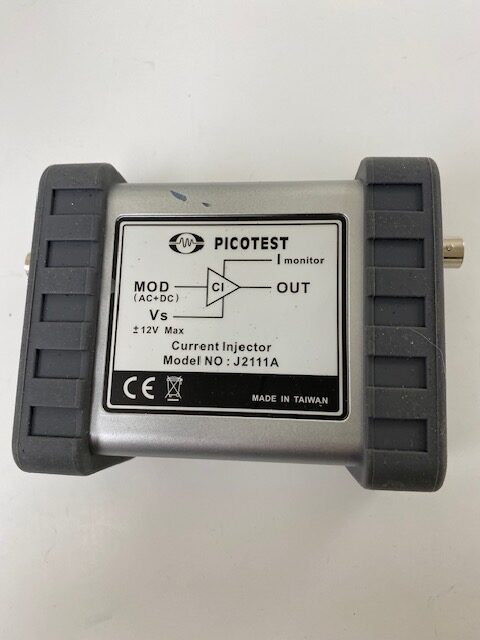 PICOTEST
I monitor
MOD
CI
OUT
(AC+DC)
Vs
±12V Max
Current Injector
Model NO : J2111A
CE
MADE IN TAIWAN